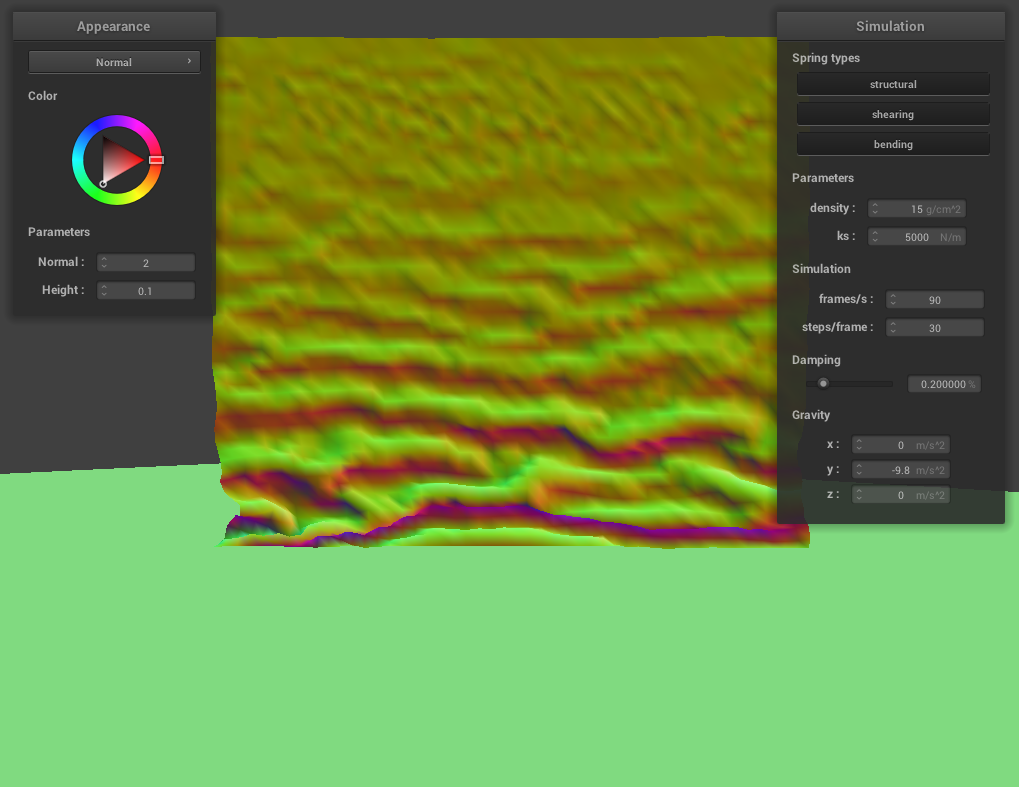 Appearance
Normal
Color
Parameters
Normal : 2
Height : 0.1
Simulation
Spring types
structural
shearing
bending
Parameters
density : 15 g/cm^2
ks : 5000 N/m
Simulation
frames/s : 90
steps/frame : 30
Damping
0.200000 %
Gravity
x : 0 m/s^2
y : -9.8 m/s^2
z : 0 m/s^2